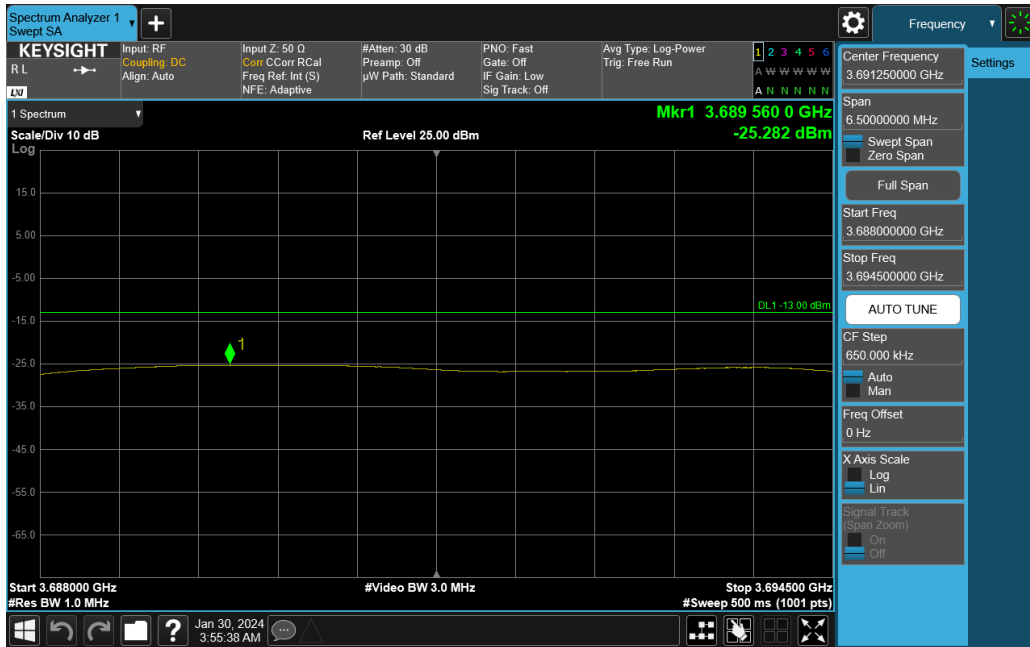 Spectrum Analyzer 1
Swept SA
Frequency
KEYSIGHT
R L
LXI
Input: RF
Coupling: DC
Align: Auto
Input Z: 50 Ω
Corr CCorr RCal
Freq Ref: Int (S)
NFE: Adaptive
#Atten: 30 dB
Preamp: Off
µW Path: Standard
PNO: Fast
Gate: Off
IF Gain: Low
Sig Track: Off
Avg Type: Log-Power
Trig: Free Run
1 2 3 4 5 6
A W W W W W
A N N N N N
1 Spectrum
Scale/Div 10 dB
Log
Ref Level 25.00 dBm
Mkr1 3.689 560 0 GHz
-25.282 dBm
15.0
5.00
-5.00
-15.0
-25.0
-35.0
-45.0
-55.0
-65.0
DL1 -13.00 dBm
1
Start 3.688000 GHz
#Res BW 1.0 MHz
#Video BW 3.0 MHz
Stop 3.694500 GHz
#Sweep 500 ms (1001 pts)
Jan 30, 2024
3:55:38 AM
?
Center Frequency
3.691250000 GHz
Settings
Span
6.50000000 MHz
Swept Span
Zero Span
Full Span
Start Freq
3.688000000 GHz
Stop Freq
3.694500000 GHz
AUTO TUNE
CF Step
650.000 kHz
Auto
Man
Freq Offset
0 Hz
X Axis Scale
Log
Lin
Signal Track
(Span Zoom)
On
Off